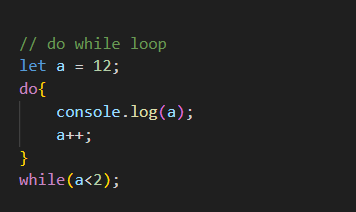 // do while loop
let a = 12;
do{
    console.log(a);
    a++;
}
while(a<2);